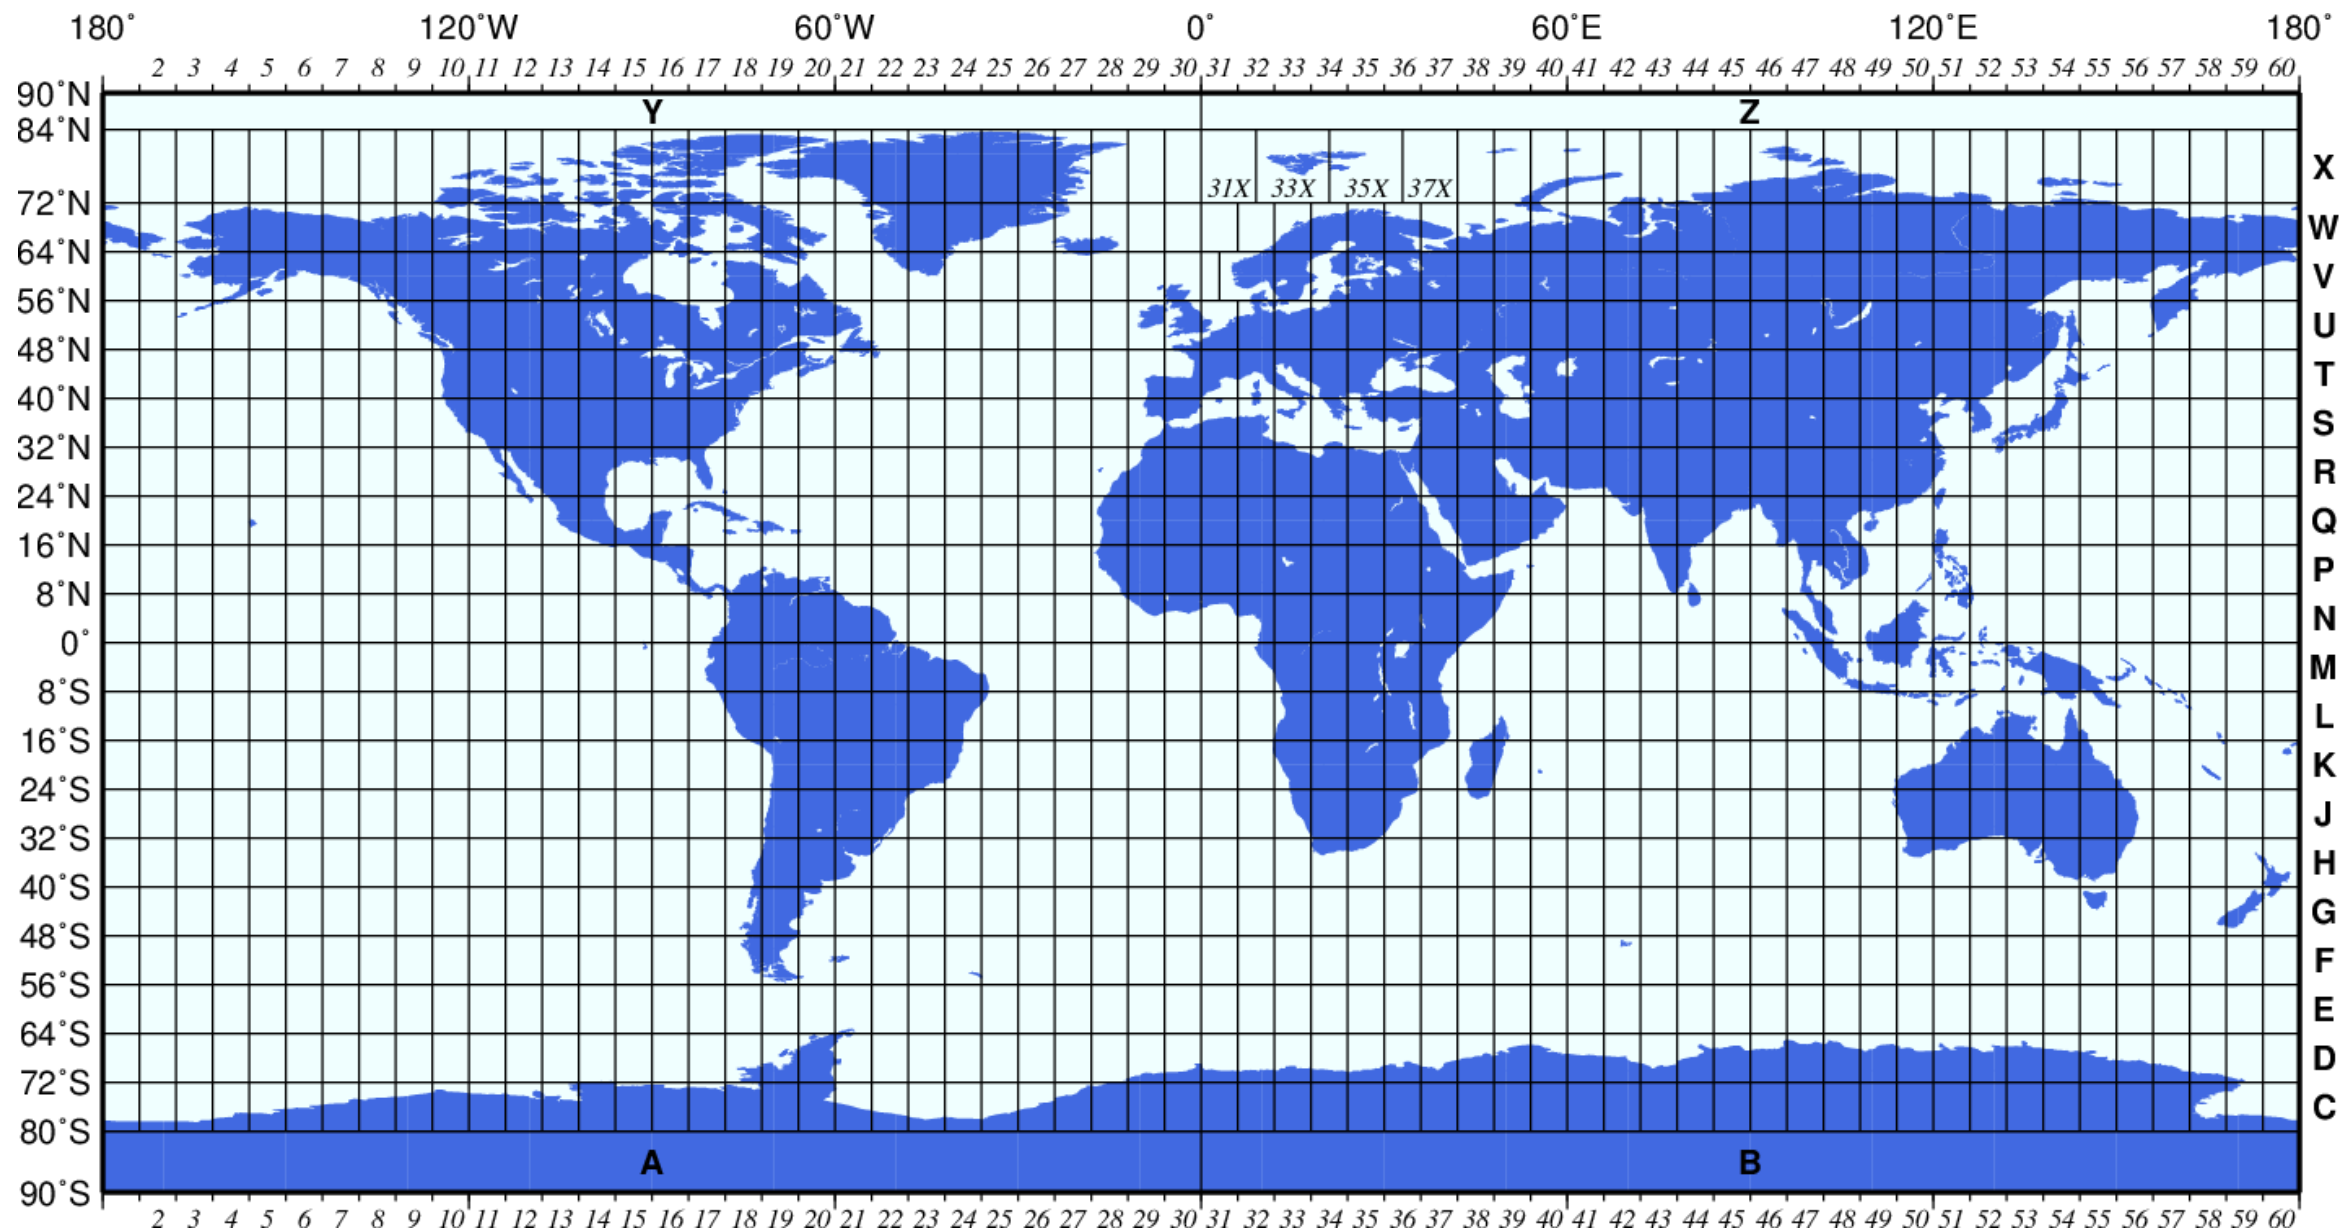 180˚ 120˚W 60˚W 0˚ 60˚E 120˚E 180˚
2 3 4 5 6 7 8 9 10 11 12 13 14 15 16 17 18 19 20 21 22 23 24 25 26 27 28 29 30 31 32 33 34 35 36 37 38 39 40 41 42 43 44 45 46 47 48 49 50 51 52 53 54 55 56 57 58 59 60
90˚N
Y Z
84˚N
X
31X 33X 35X 37X
72˚N
W
64˚N
V
56˚N
U
48˚N
T
40˚N
S
32˚N
R
24˚N
Q
16˚N
P
8˚N
N
0˚
M
8˚S
L
16˚S
K
24˚S
J
32˚S
H
40˚S
G
48˚S
F
56˚S
E
64˚S
D
72˚S
C
80˚S
A B
90˚S
2 3 4 5 6 7 8 9 10 11 12 13 14 15 16 17 18 19 20 21 22 23 24 25 26 27 28 29 30 31 32 33 34 35 36 37 38 39 40 41 42 43 44 45 46 47 48 49 50 51 52 53 54 55 56 57 58 59 60